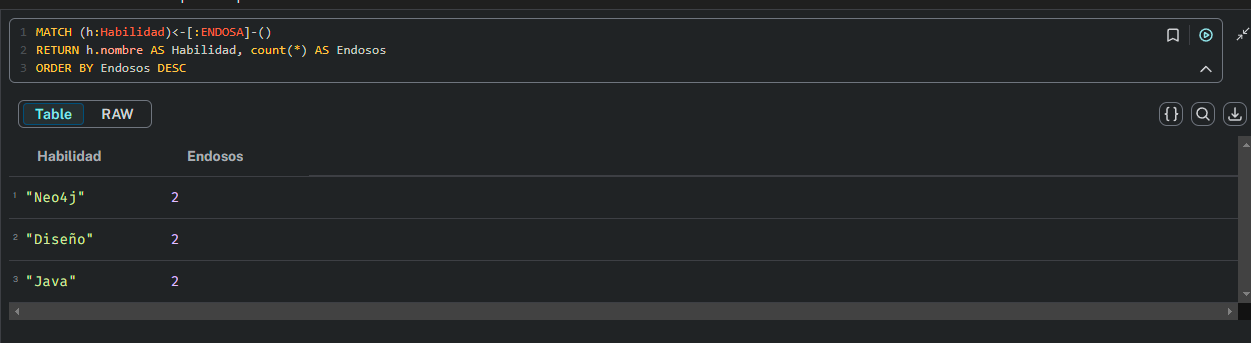 1 MATCH (h:Habilidad)<-[:ENDOSA]-()
2 RETURN h.nombre AS Habilidad, count(*) AS Endosos
3 ORDER BY Endosos DESC
Table RAW
Habilidad Endosos
1 "Neo4j" 2
2 "Diseño" 2
3 "Java" 2